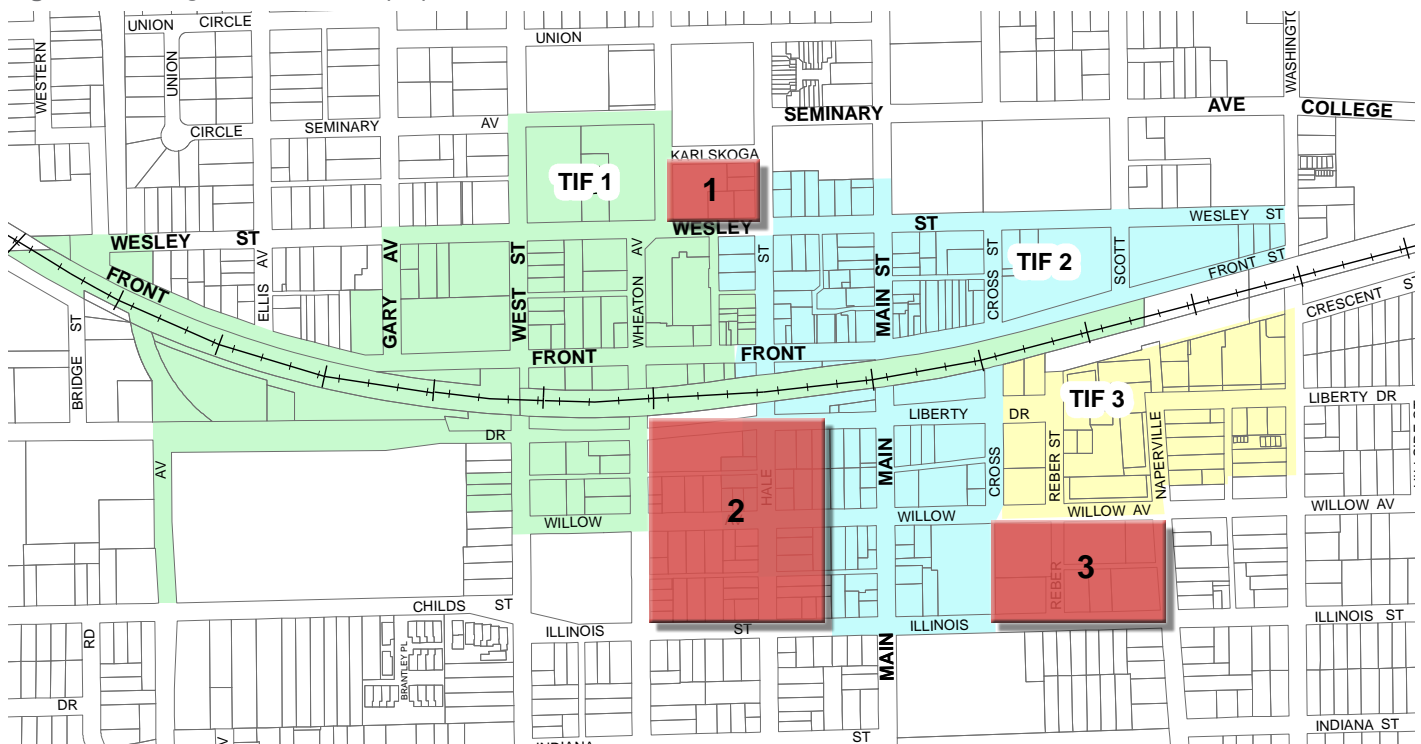 UNION
CIRCLE
UNION
WESTERN
UNION
CIRCLE
SEMINARY
AV
SEMINARY
AVE
COLLEGE
KARLSKOGA
TIF 1
1
WESLEY
ST
WESLEY
ST
WESLEY
ST
FRONT
ELLIS
AV
GARY
AV
WEST
ST
WHEATON
AV
ST
MAIN
ST
CROSS
ST
TIF 2
SCOTT
FRONT
ST
CRESCENT
FRONT
FRONT
BRIDGE
ST
TIF 3
LIBERTY
DR
LIBERTY DR
DR
AV
2
HALE
MAIN
CROSS
REBER ST
NAPERVILLE
WILLOW
WILLOW
WILLOW AV
WILLOW AV
3
REBER
CHILDS
ST
ILLINOIS
ST
ILLINOIS
ILLINOIS ST
RD
BRANTLEY PL
MAIN
DR
ST
INDIANA ST